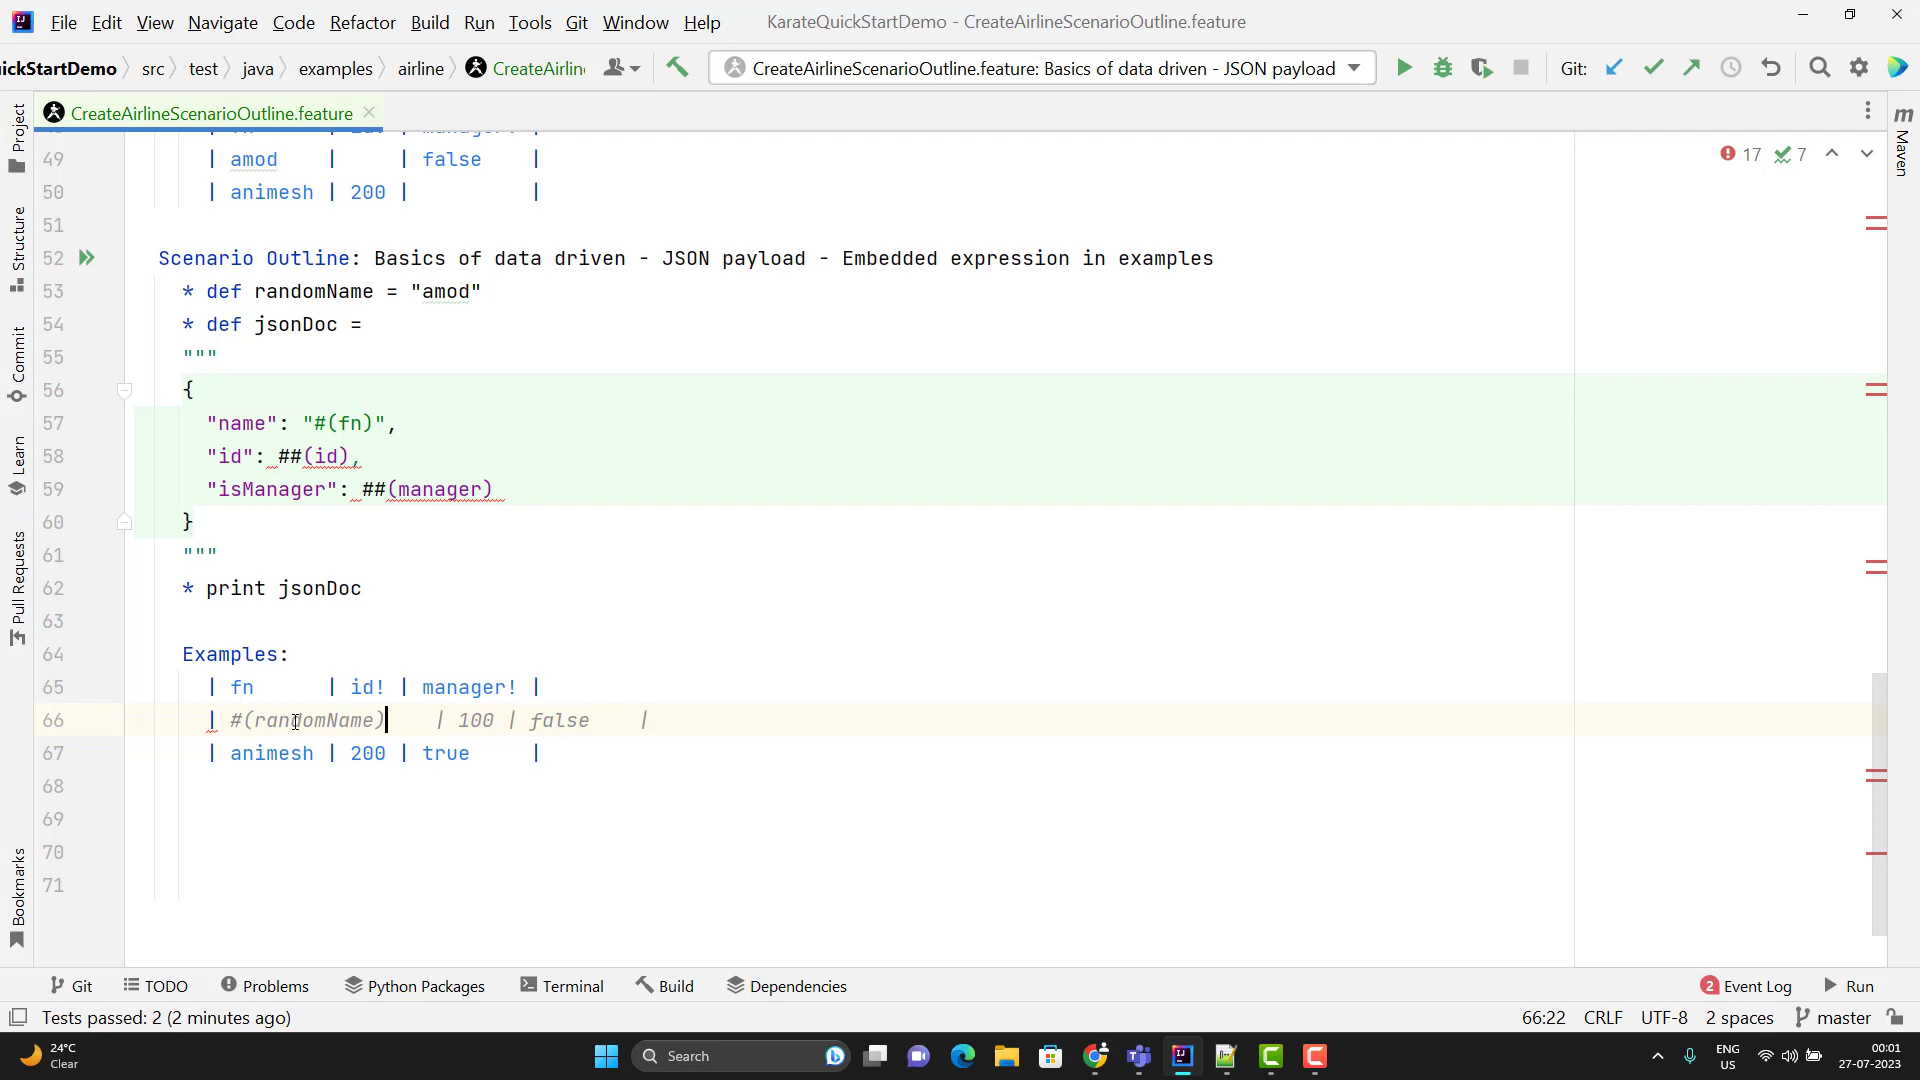 File Edit View Navigate Code Refactor Build Run Tools Git Window Help KarateQuickStartDemo - CreateAirlineScenarioOutline.feature
ickStartDemo src test java examples airline CreateAirlin CreateAirlineScenarioOutline.feature: Basics of data driven - JSON payload Git:
CreateAirlineScenarioOutline.feature
Project
Structure
Commit
Learn
Pull Requests
Bookmarks
Maven
17 7
49 | amod | | false |
50 | animesh | 200 | |
51
52 Scenario Outline: Basics of data driven - JSON payload - Embedded expression in examples
53 * def randomName = "amod"
54 * def jsonDoc =
55 """
56 {
57 "name": "#(fn)",
58 "id": ##(id),
59 "isManager": ##(manager)
60 }
61 """
62 * print jsonDoc
63
64 Examples:
65 | fn | id! | manager! |
66 | #(randomName) | 100 | false |
67 | animesh | 200 | true |
68
69
70
71
Git TODO Problems Python Packages Terminal Build Dependencies 2 Event Log Run
Tests passed: 2 (2 minutes ago) 66:22 CRLF UTF-8 2 spaces master
24°C
Clear
Search
ENG
US
00:01
27-07-2023